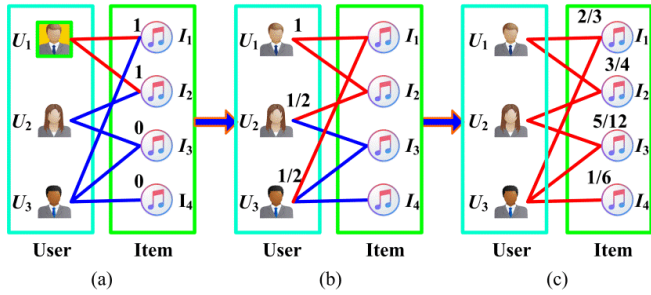 1
U1
I1
1
I2
U2
0
I3
0
U3
I4
User Item
(a)
1
U1
I1
I2
1/2
U2
I3
1/2
U3
I4
User Item
(b)
2/3
U1
I1
3/4
I2
U2
5/12
I3
1/6
U3
I4
User Item
(c)